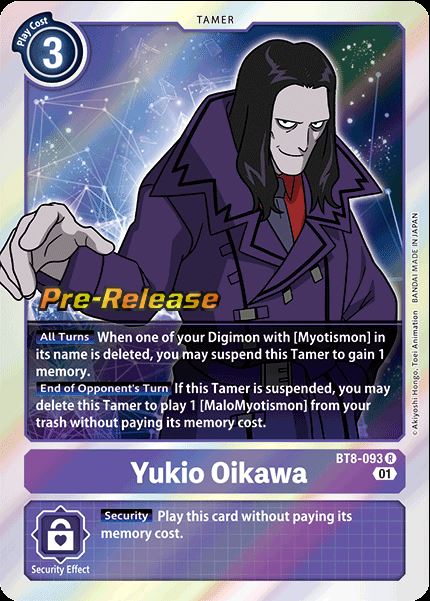 TAMER
Play Cost
3
Pre-Release
All Turns When one of your Digimon with [Myotismon] in
its name is deleted, you may suspend this Tamer to gain 1
memory.
End of Opponent's Turn If this Tamer is suspended, you may
delete this Tamer to play 1 [MaloMyotismon] from your
trash without paying its memory cost.
©Akiyoshi Hongo, Toei Animation BANDAI MADE IN JAPAN
BT8-093 R
Yukio Oikawa
01
Security Play this card without paying its
memory cost.
Security Effect